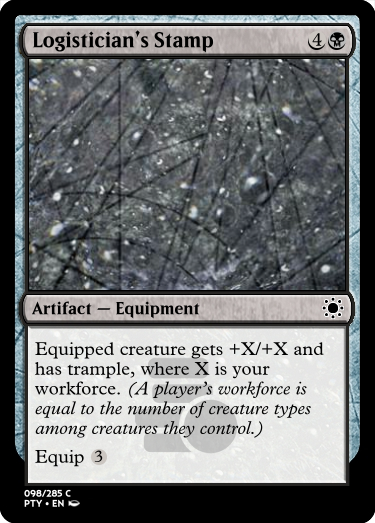 Logistician's Stamp 4
Artifact — Equipment
Equipped creature gets +X/+X and
has trample, where X is your
workforce. (A player's workforce is
equal to the number of creature types
among creatures they control.)
Equip 3
098/285 C
PTY • EN